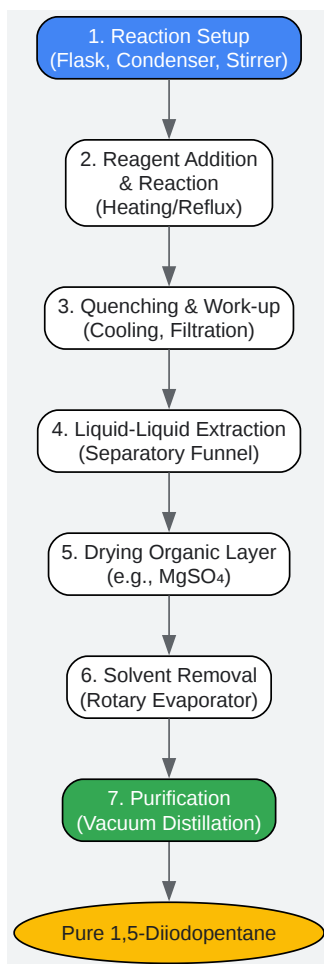 1. Reaction Setup
(Flask, Condenser, Stirrer)
2. Reagent Addition
& Reaction
(Heating/Reflux)
3. Quenching & Work-up
(Cooling, Filtration)
4. Liquid-Liquid Extraction
(Separatory Funnel)
5. Drying Organic Layer
(e.g., MgSO₄)
6. Solvent Removal
(Rotary Evaporator)
7. Purification
(Vacuum Distillation)
Pure 1,5-Diiodopentane